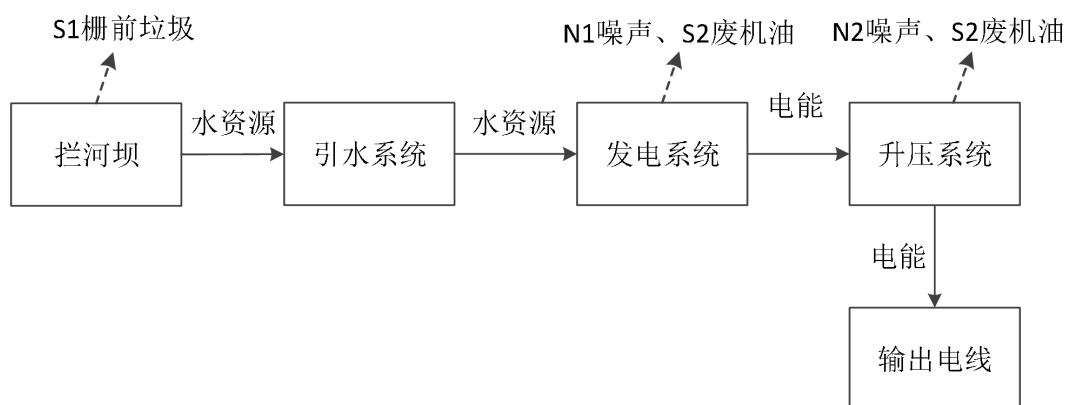 S1栅前垃圾
N1噪声、S2废机油
N2噪声、S2废机油
拦河坝
水资源
引水系统
水资源
发电系统
电能
升压系统
电能
输出电线